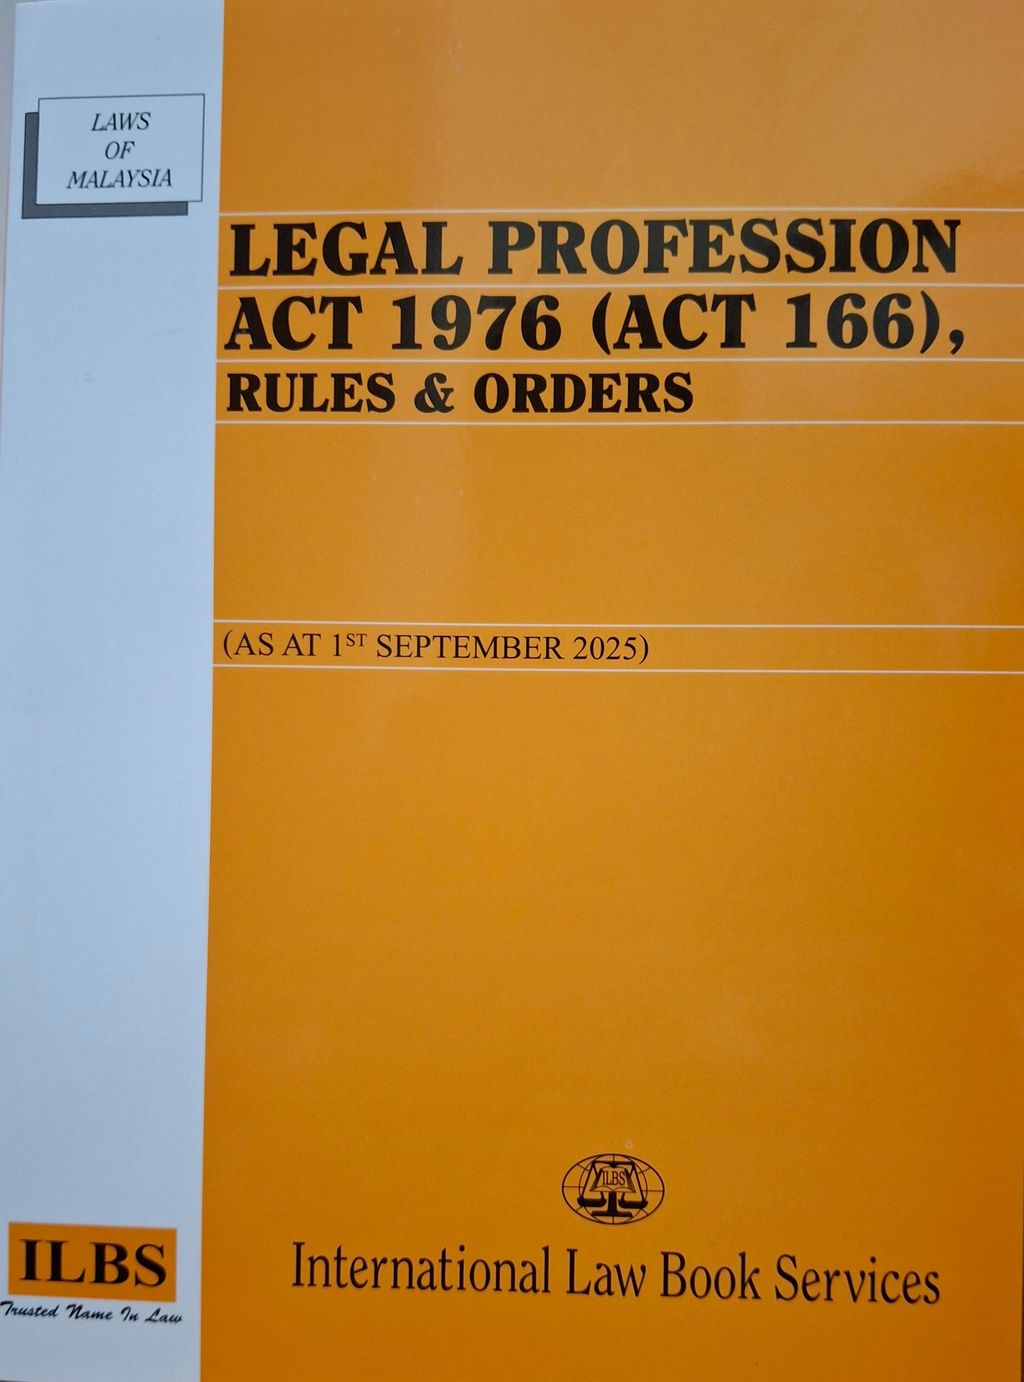 LAWS
OF
MALAYSIA
LEGAL PROFESSION
ACT 1976 (ACT 166),
RULES & ORDERS
(AS AT 1ST SEPTEMBER 2025)
ILBS
International Law Book Services
ILBS
Trusted Name In Law